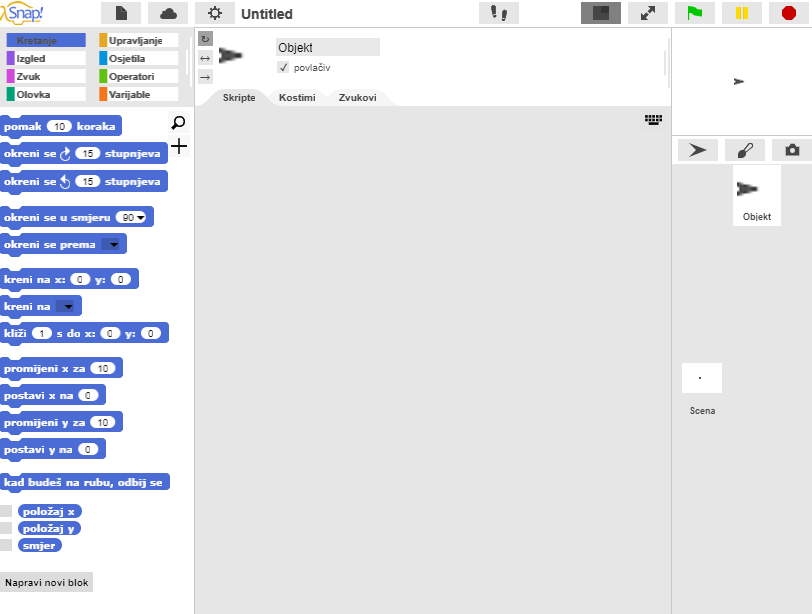 Snap!
Untitled
Kretanje
Upravljanje
Izgled
Osjetila
Zvuk
Operatori
Olovka
Varijable
Objekt
povlačiv
Skripte
Kostimi
Zvukovi
pomak 10 koraka
okreni se 15 stupnjeva
okreni se 15 stupnjeva
okreni se u smjeru 90
okreni se prema
kreni na x: 0 y: 0
kreni na
kliži 1 s do x: 0 y: 0
promijeni x za 10
postavi x na 0
promijeni y za 10
postavi y na 0
kad budeš na rubu, odbij se
položaj x
položaj y
smjer
Napravi novi blok
Objekt
Scena